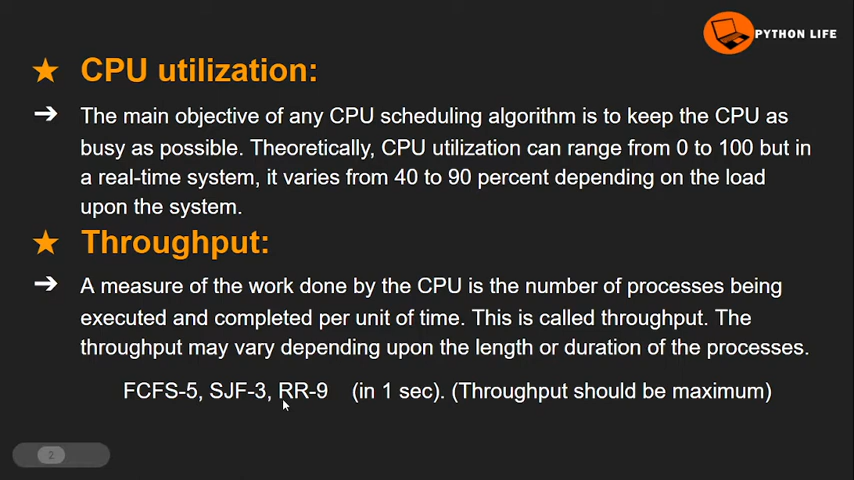 PYTHON LIFE
★ CPU utilization:
➔ The main objective of any CPU scheduling algorithm is to keep the CPU as
busy as possible. Theoretically, CPU utilization can range from 0 to 100 but in
a real-time system, it varies from 40 to 90 percent depending on the load
upon the system.
★ Throughput:
➔ A measure of the work done by the CPU is the number of processes being
executed and completed per unit of time. This is called throughput. The
throughput may vary depending upon the length or duration of the processes.
FCFS-5, SJF-3, RR-9 (in 1 sec). (Throughput should be maximum)
2